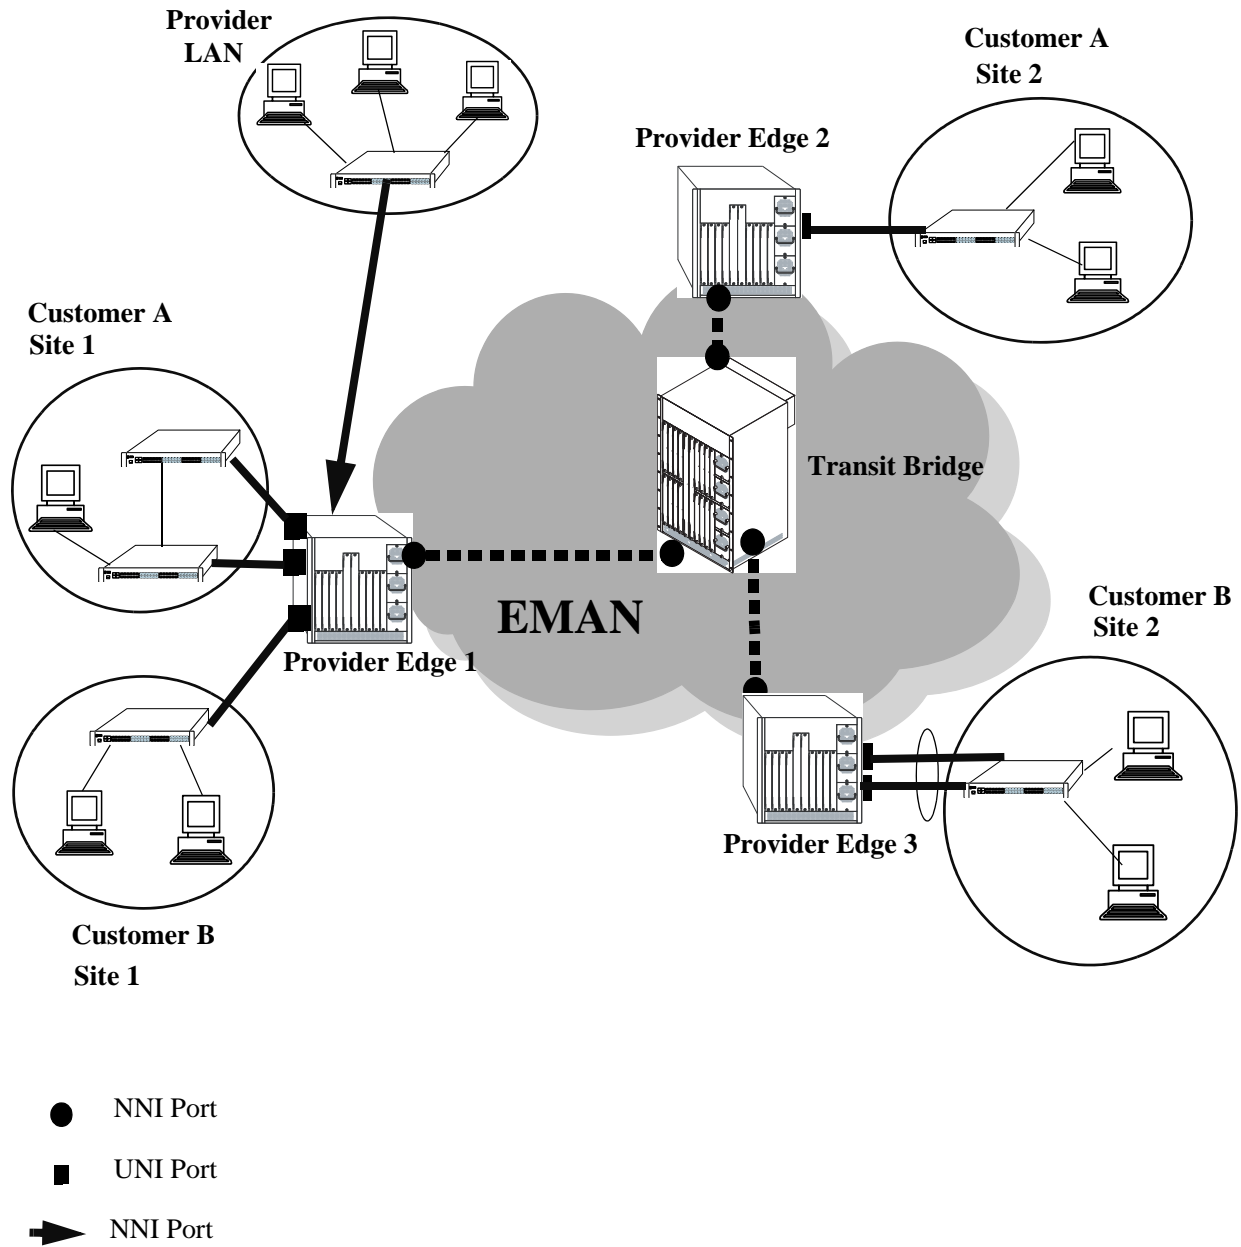 Provider
LAN
Customer A
Site 2
Provider Edge 2
Customer A
Site 1
Transit Bridge
EMAN
Provider Edge 1
Customer B
Site 2
Provider Edge 3
Customer B
Site 1
NNI Port
UNI Port
NNI Port